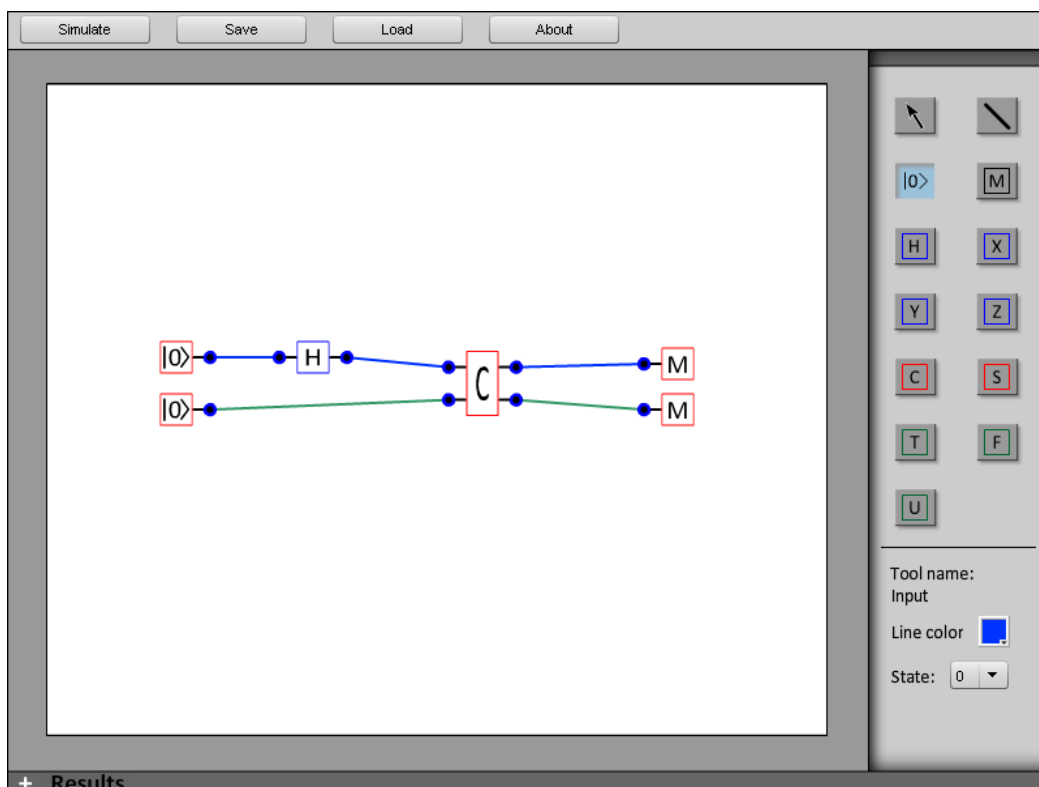 Simulate Save Load About
|0⟩ M
H X
Y Z
|0⟩ H C M
|0⟩ M
C S
T F
U
Tool name:
Input
Line color
State: 0
+ Results